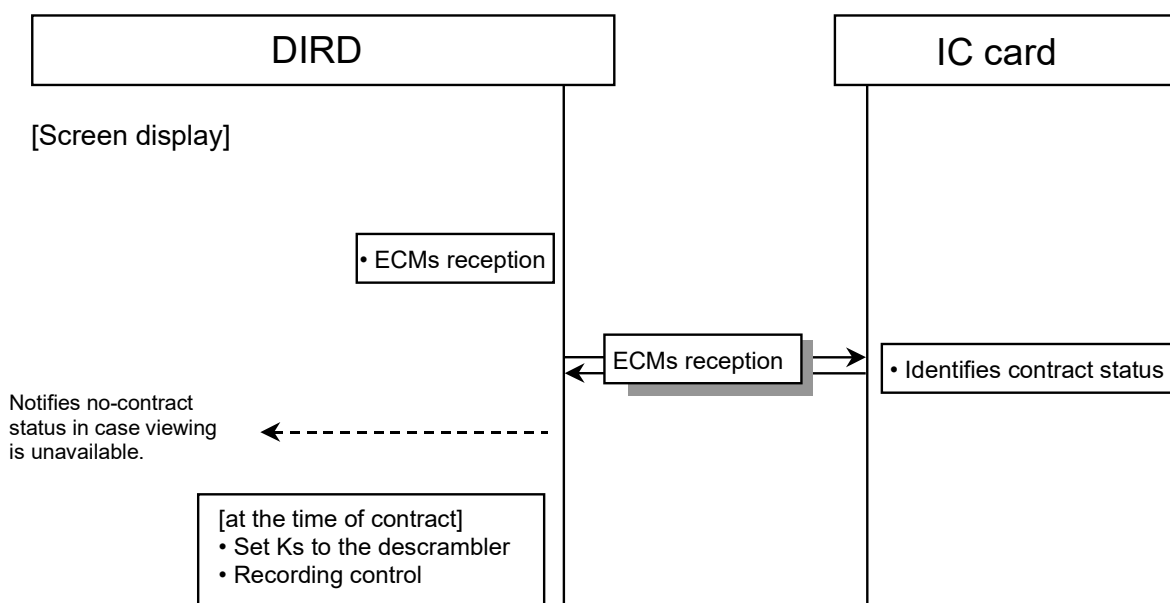 DIRD
IC card
[Screen display]
• ECMs reception
ECMs reception
• Identifies contract status
Notifies no-contract
status in case viewing
is unavailable.
[at the time of contract]
• Set Ks to the descrambler
• Recording control